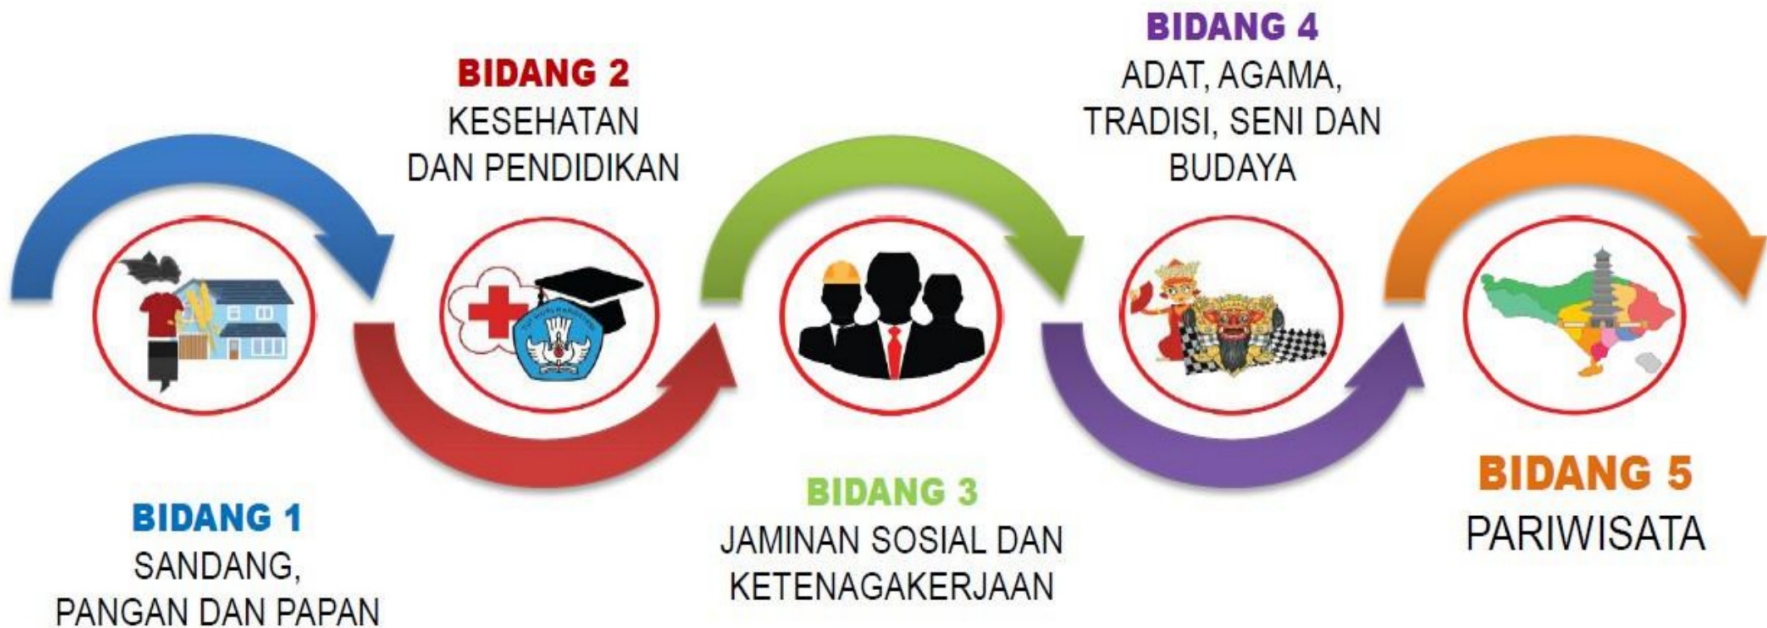 BIDANG 1
SANDANG,
PANGAN DAN PAPAN
BIDANG 2
KESEHATAN
DAN PENDIDIKAN
BIDANG 3
JAMINAN SOSIAL DAN
KETENAGAKERJAAN
BIDANG 4
ADAT, AGAMA,
TRADISI, SENI DAN
BUDAYA
BIDANG 5
PARIWISATA